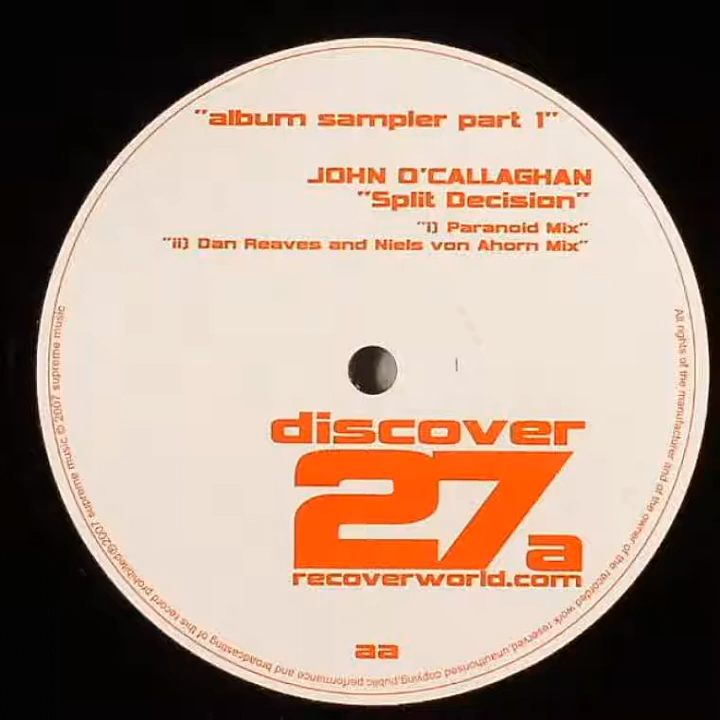 "album sampler part 1"
JOHN O'CALLAGHAN
"Split Decision"
"i) Paranoid Mix"
"ii) Dan Reaves and Niels von Ahorn Mix"
discover
27a
recoverworld.com
aa
All rights of the manufacturer and of the owner of the recorded work reserved.unauthorised copying,public performance and broadcasting of this record prohibited℗2007 supreme music © 2007 supreme music